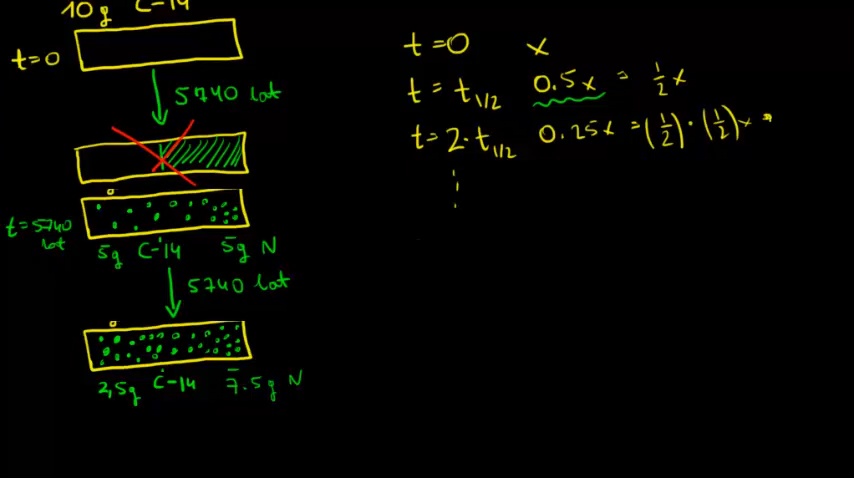 10 g C-14
t=0
5740 lat
t=5740 lat
5g C-14 5g N
5740 lat
2,5g C-14 7.5g N
t=0 x
t = t1/2 0.5x = 1/2 x
t= 2·t1/2 0.25x = (1/2)·(1/2)x